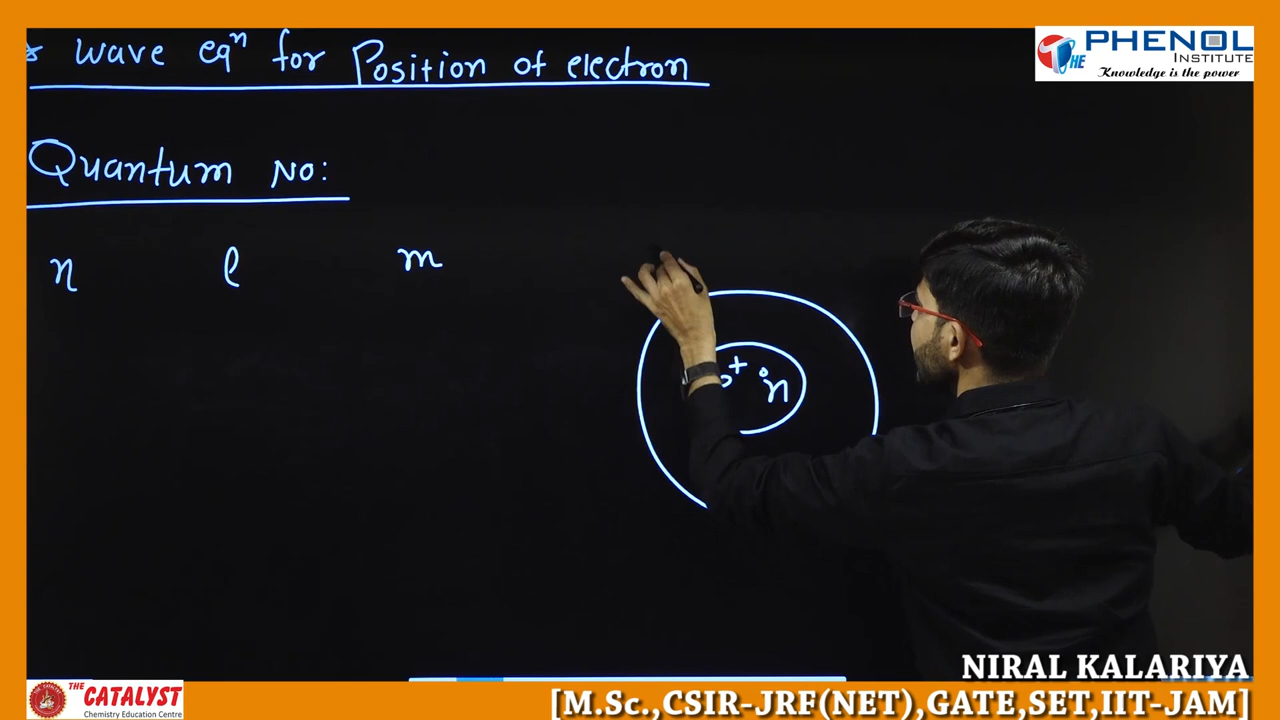 wave eqⁿ for Position of electron
THE PHENOL
INSTITUTE
Knowledge is the power
Quantum No:
n l m
+ n
NIRAL KALARIYA
THE CATALYST
Chemistry Education Centre
[M.Sc.,CSIR-JRF(NET),GATE,SET,IIT-JAM]